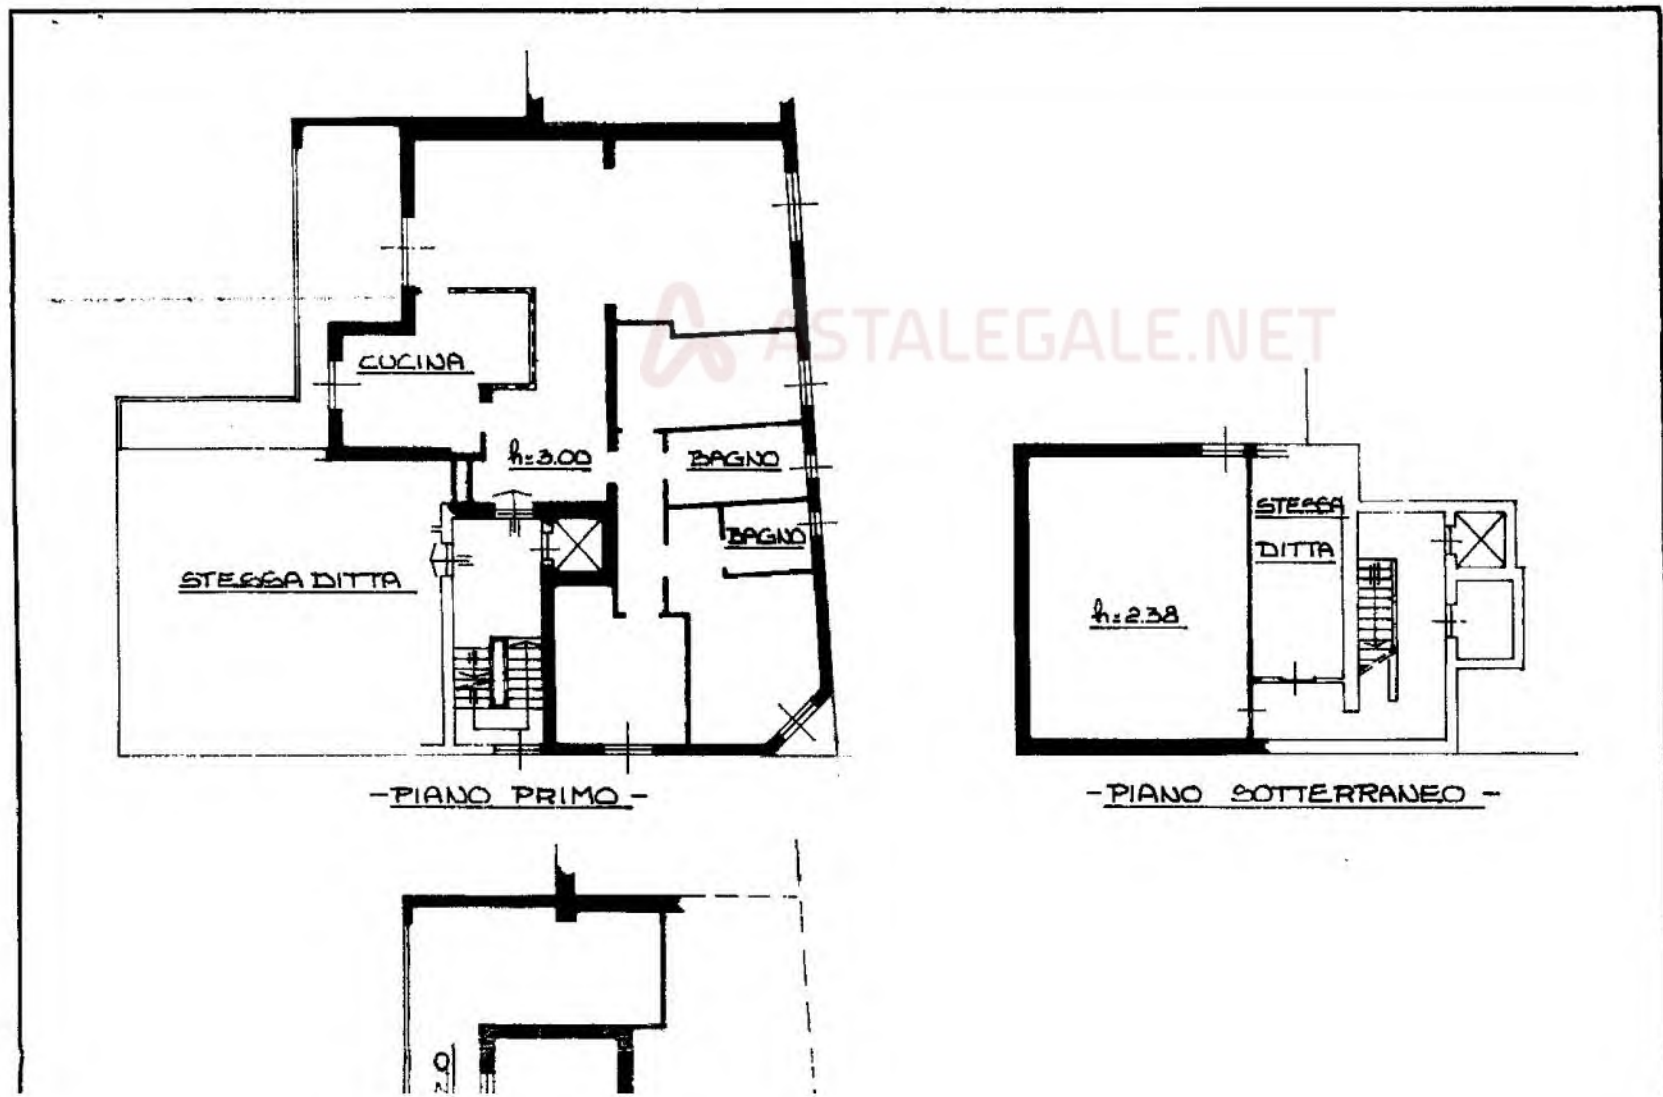 ASTALEGALE.NET
CUCINA
h=3.00
BAGNO
BAGNO
STESSA DITTA
-PIANO PRIMO-
STESSA
DITTA
h=2.38
-PIANO SOTTERRANEO-